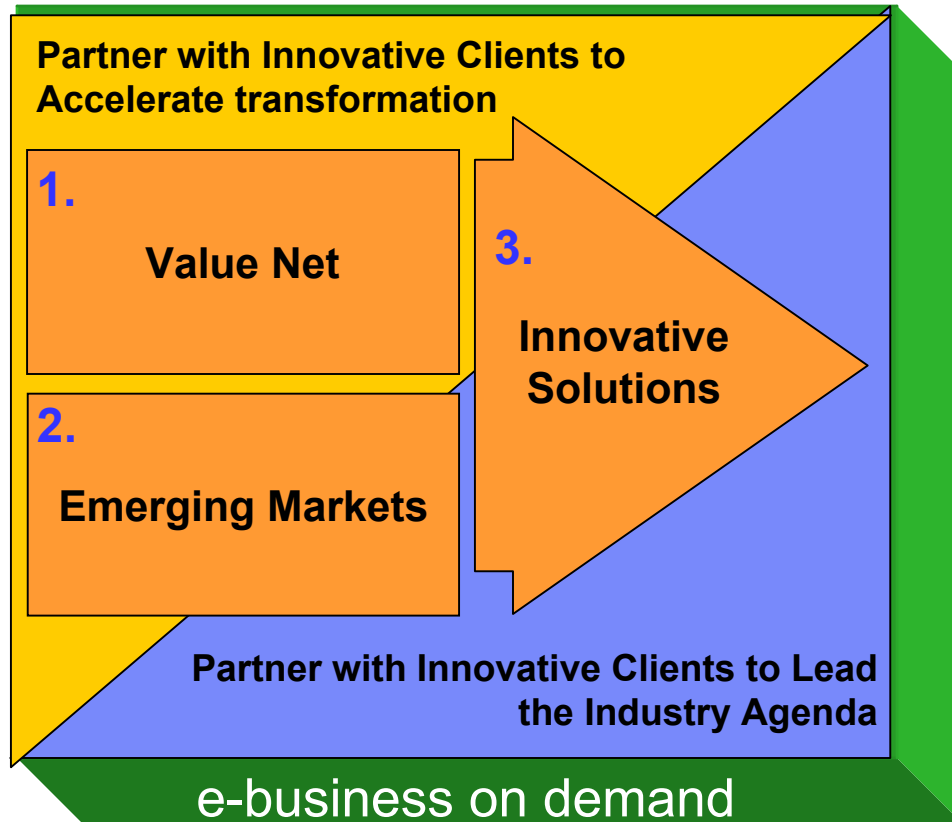 Partner with Innovative Clients to
Accelerate transformation
1.
Value Net
2.
Emerging Markets
3.
Innovative
Solutions
Partner with Innovative Clients to Lead
the Industry Agenda
e-business on demand